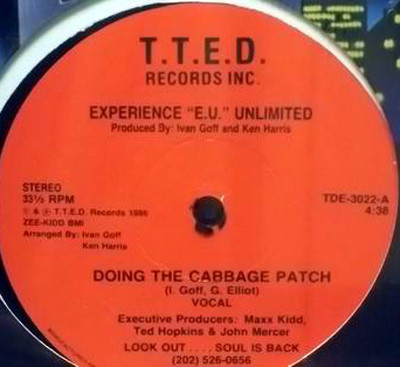 T.T.E.D.
RECORDS INC.
EXPERIENCE "E.U." UNLIMITED
Produced By: Ivan Goff and Ken Harris
STEREO
33⅓ RPM
© & ℗ T.T.E.D. Records 1986
ZEE-KIDD BMI
Arranged By: Ivan Goff
Ken Harris
TDE-3022-A
4:38
DOING THE CABBAGE PATCH
(I. Goff, G. Elliot)
VOCAL
Executive Producers: Maxx Kidd,
Ted Hopkins & John Mercer
LOOK OUT . . . . SOUL IS BACK
(202) 526-0656